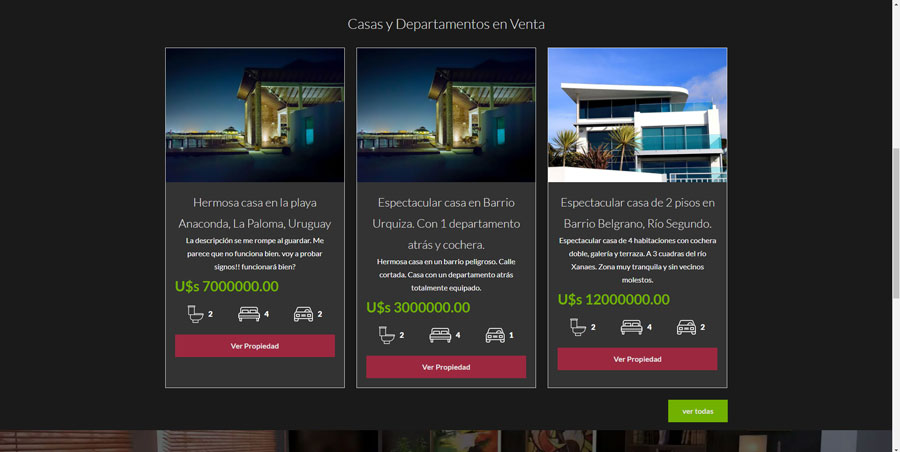 Casas y Departamentos en Venta
Hermosa casa en la playa
Anaconda, La Paloma, Uruguay
La descripción se me rompe al guardar. Me
parece que no funciona bien. voy a probar
signos!! funcionará bien?
U$s 7000000.00
2 4 2
Ver Propiedad
Espectacular casa en Barrio
Urquiza. Con 1 departamento
atrás y cochera.
Hermosa casa en un barrio peligroso. Calle
cortada. Casa con un departamento atrás
totalmente equipado.
U$s 3000000.00
2 4 1
Ver Propiedad
Espectacular casa de 2 pisos en
Barrio Belgrano, Río Segundo.
Espectacular casa de 4 habitaciones con cochera
doble, galería y terraza. A 3 cuadras del río
Xanaes. Zona muy tranquila y sin vecinos
molestos.
U$s 12000000.00
2 4 2
Ver Propiedad
ver todas